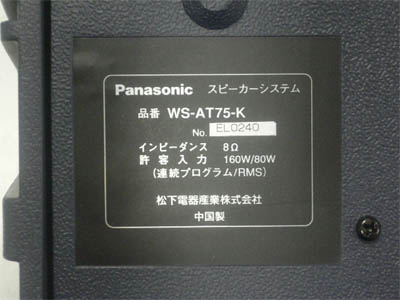 Panasonic スピーカーシステム
品番 WS-AT75-K
No. EL0240
インピーダンス 8Ω
許容入力 160W/80W
(連続プログラム/RMS)
松下電器産業株式会社
中国製